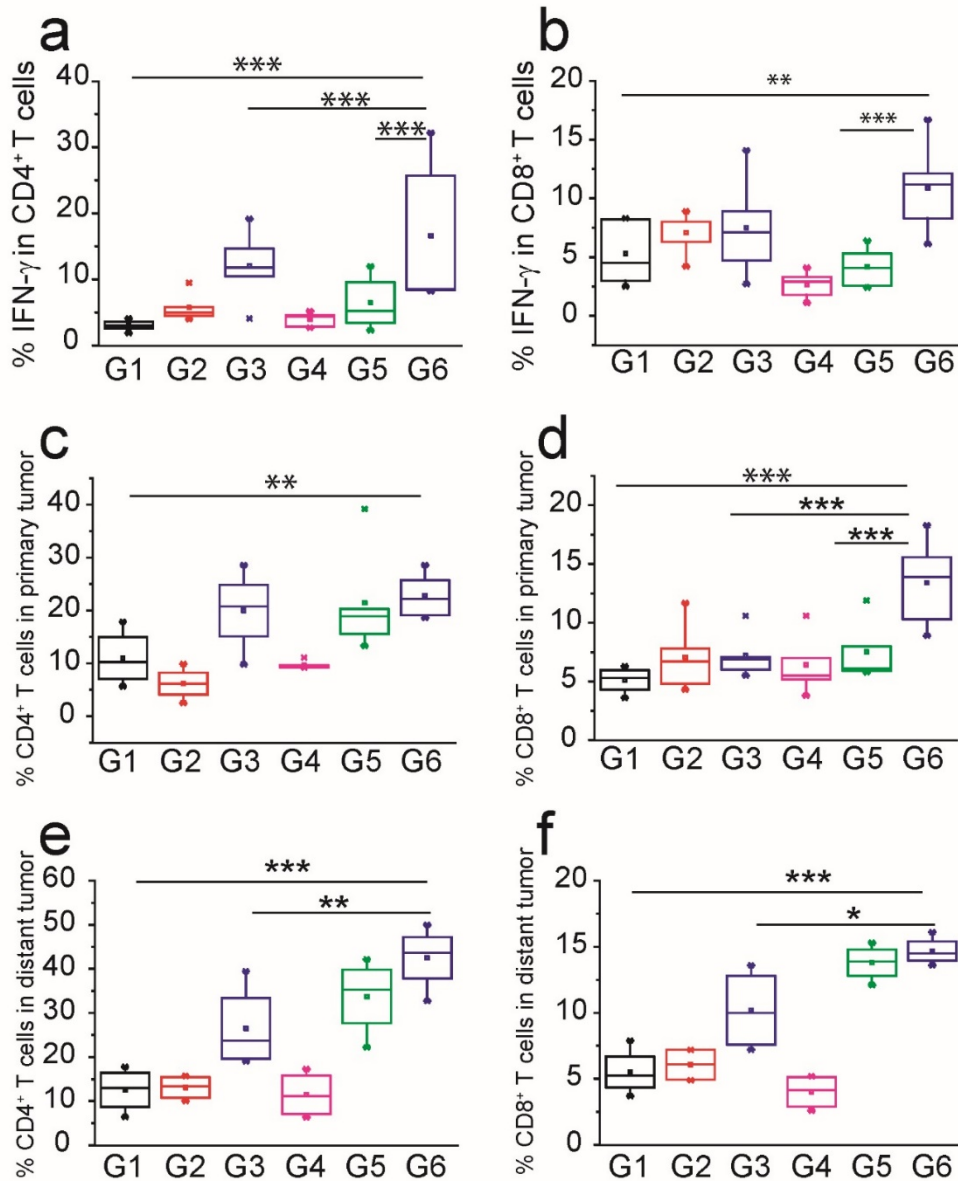 a
% IFN-γ in CD4⁺ T cells
40
30
20
10
0
***
***
***
G1 G2 G3 G4 G5 G6
b
% IFN-γ in CD8⁺ T cells
20
15
10
5
0
**
***
G1 G2 G3 G4 G5 G6
c
% CD4⁺ T cells in primary tumor
40
30
20
10
0
**
G1 G2 G3 G4 G5 G6
d
% CD8⁺ T cells in primary tumor
20
15
10
5
0
***
***
***
G1 G2 G3 G4 G5 G6
e
% CD4⁺ T cells in distant tumor
60
50
40
30
20
10
0
***
**
G1 G2 G3 G4 G5 G6
f
% CD8⁺ T cells in distant tumor
20
15
10
5
0
***
*
G1 G2 G3 G4 G5 G6